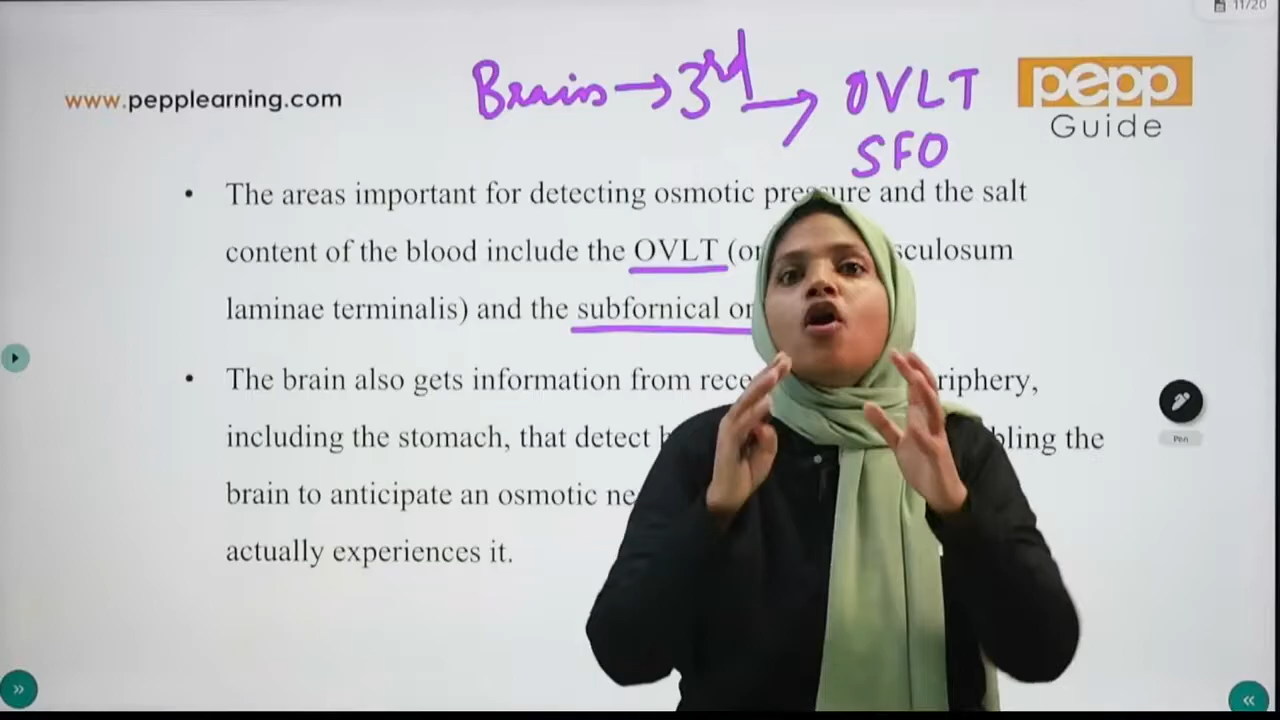 11/20
Brain → 3rd → OVLT
SFO
www.pepplearning.com
pepp
Guide
• The areas important for detecting osmotic pressure and the salt
content of the blood include the OVLT (or sculosum
laminae terminalis) and the subfornical or
• The brain also gets information from rece riphery,
including the stomach, that detect h bling the
brain to anticipate an osmotic ne
actually experiences it.
Pen
»
«